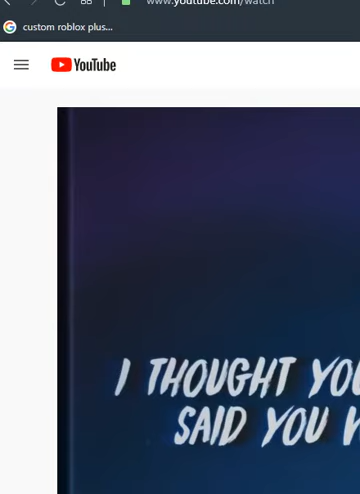 www.youtube.com/watch
custom roblox plus...
YouTube
I THOUGHT YOU
SAID YOU